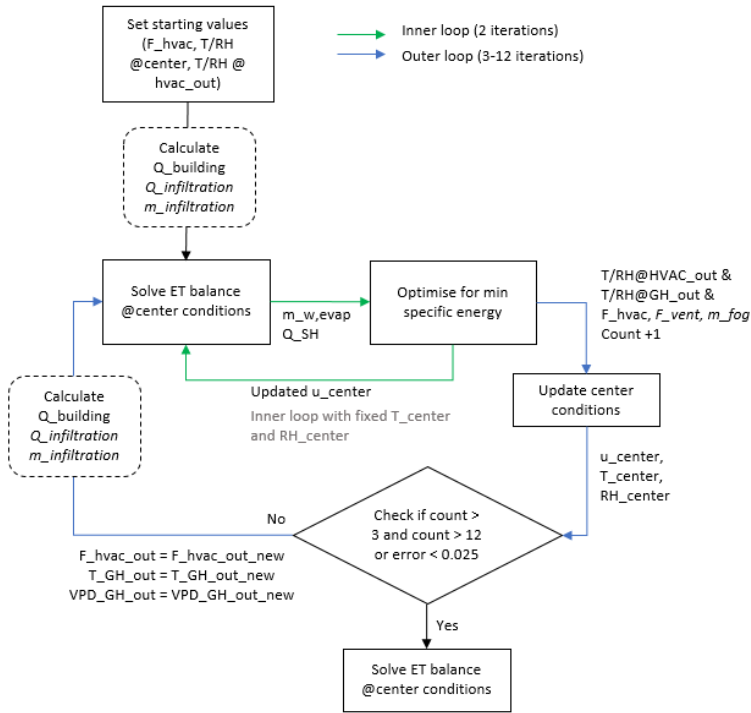 Set starting values
(F_hvac, T/RH
@center, T/RH @
hvac_out)
Inner loop (2 iterations)
Outer loop (3-12 iterations)
Calculate
Q_building
Q_infiltration
m_infiltration
Solve ET balance
@center conditions
m_w,evap
Q_SH
Optimise for min
specific energy
T/RH@HVAC_out &
T/RH@GH_out &
F_hvac, F_vent, m_fog
Count +1
Updated u_center
Inner loop with fixed T_center
and RH_center
Update center
conditions
Calculate
Q_building
Q_infiltration
m_infiltration
u_center,
T_center,
RH_center
No
Check if count >
3 and count > 12
or error < 0.025
F_hvac_out = F_hvac_out_new
T_GH_out = T_GH_out_new
VPD_GH_out = VPD_GH_out_new
Yes
Solve ET balance
@center conditions